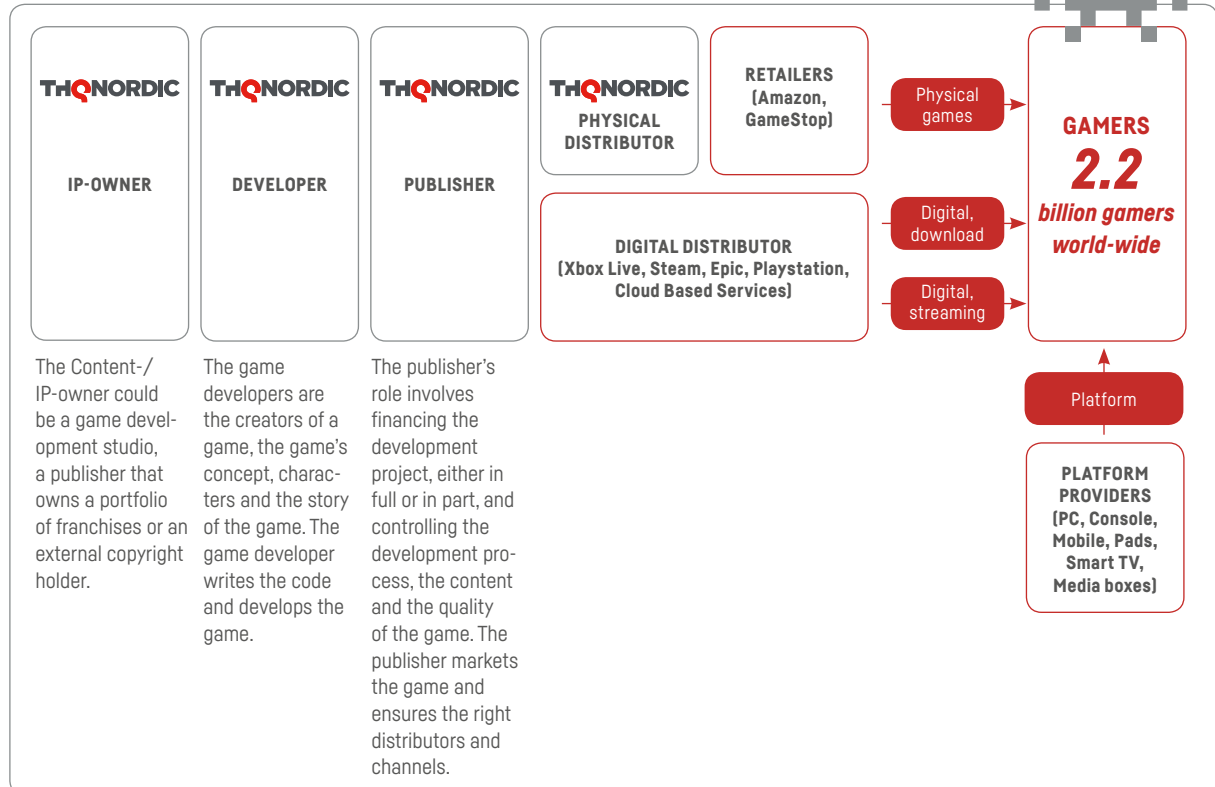 THQNORDIC
IP-OWNER
THQNORDIC
DEVELOPER
THQNORDIC
PUBLISHER
THQNORDIC
PHYSICAL
DISTRIBUTOR
RETAILERS
(Amazon,
GameStop)
Physical
games
DIGITAL DISTRIBUTOR
(Xbox Live, Steam, Epic, Playstation,
Cloud Based Services)
Digital,
download
Digital,
streaming
GAMERS
2.2
billion gamers
world-wide
Platform
PLATFORM
PROVIDERS
(PC, Console,
Mobile, Pads,
Smart TV,
Media boxes)
The Content-/
IP-owner could
be a game devel-
opment studio,
a publisher that
owns a portfolio
of franchises or an
external copyright
holder.
The game
developers are
the creators of a
game, the game's
concept, charac-
ters and the story
of the game. The
game developer
writes the code
and develops the
game.
The publisher's
role involves
financing the
development
project, either in
full or in part, and
controlling the
development pro-
cess, the content
and the quality
of the game. The
publisher markets
the game and
ensures the right
distributors and
channels.